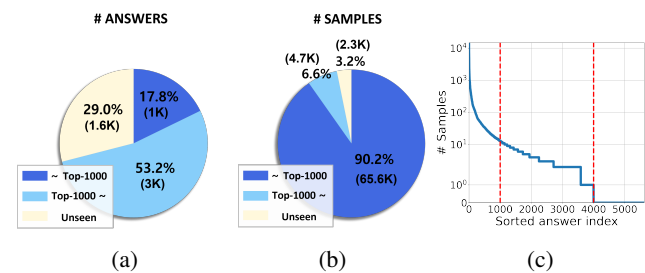 # ANSWERS
17.8%
(1K)
29.0%
(1.6K)
53.2%
(3K)
~ Top-1000
Top-1000 ~
Unseen
(a)
# SAMPLES
(2.3K)
(4.7K)
3.2%
6.6%
90.2%
(65.6K)
~ Top-1000
Top-1000 ~
Unseen
(b)
10⁴
10³
10²
10¹
10⁰
0
# Samples
0 1000 2000 3000 4000 5000
Sorted answer index
(c)